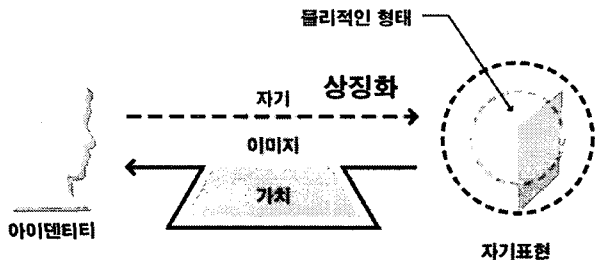 물리적인 형태
자기 상징화
이미지
가치
아이덴티티
자기표현